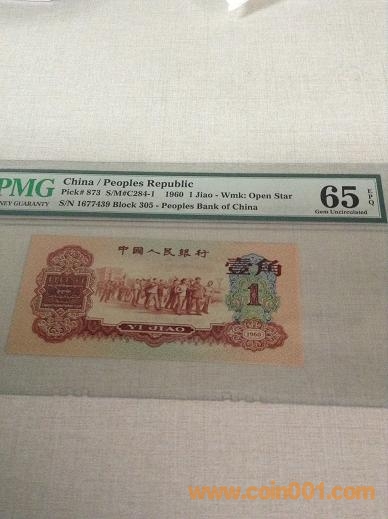 PMG
China / Peoples Republic
Pick# 873 S/M#C284-1 1960 1 Jiao - Wmk: Open Star
S/N 1677439 Block 305 - Peoples Bank of China
NEY GUARANTY
65
EPQ
Gem Uncirculated
中國人民銀行
壹角
1
YI JIAO
1960
www.coin001.com